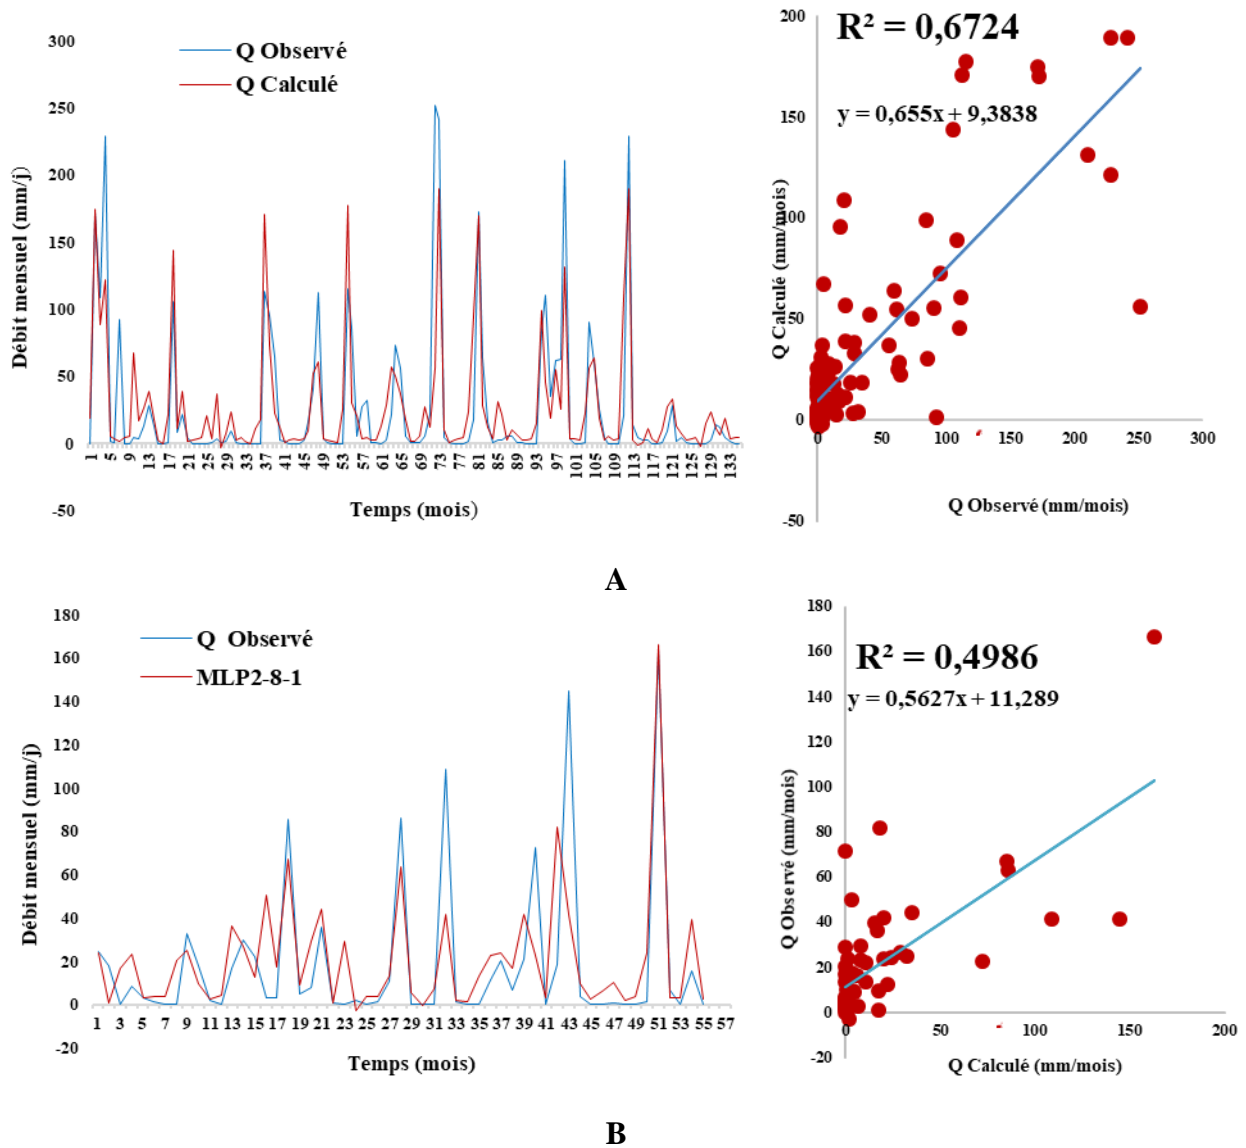 300
250
200
150
100
50
0
-50
Débit mensuel (mm/j)
Q Observé
Q Calculé
1 5 9 13 17 21 25 29 33 37 41 45 49 53 57 61 65 69 73 77 81 85 89 93 97 101 105 109 113 117 121 125 129 133
Temps (mois)
200
150
100
50
0
-50
Q Calculé (mm/mois)
R² = 0,6724
y = 0,655x + 9,3838
0 50 100 150 200 250 300
Q Observé (mm/mois)
A
180
160
140
120
100
80
60
40
20
0
-20
Débit mensuel (mm/j)
Q Observé
MLP2-8-1
1 3 5 7 9 11 13 15 17 19 21 23 25 27 29 31 33 35 37 39 41 43 45 47 49 51 53 55 57
Temps (mois)
180
160
140
120
100
80
60
40
20
0
-20
Q Observé (mm/mois)
R² = 0,4986
y = 0,5627x + 11,289
0 50 100 150 200
Q Calculé (mm/mois)
B